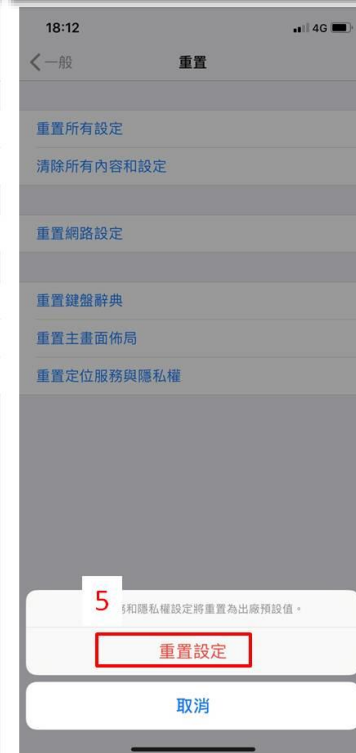 18:12 4G
一般 重置
重置所有設定
清除所有內容和設定
重置網路設定
重置鍵盤辭典
重置主畫面佈局
重置定位服務與隱私權
5 和隱私權設定將重置為出廠預設值。
重置設定
取消